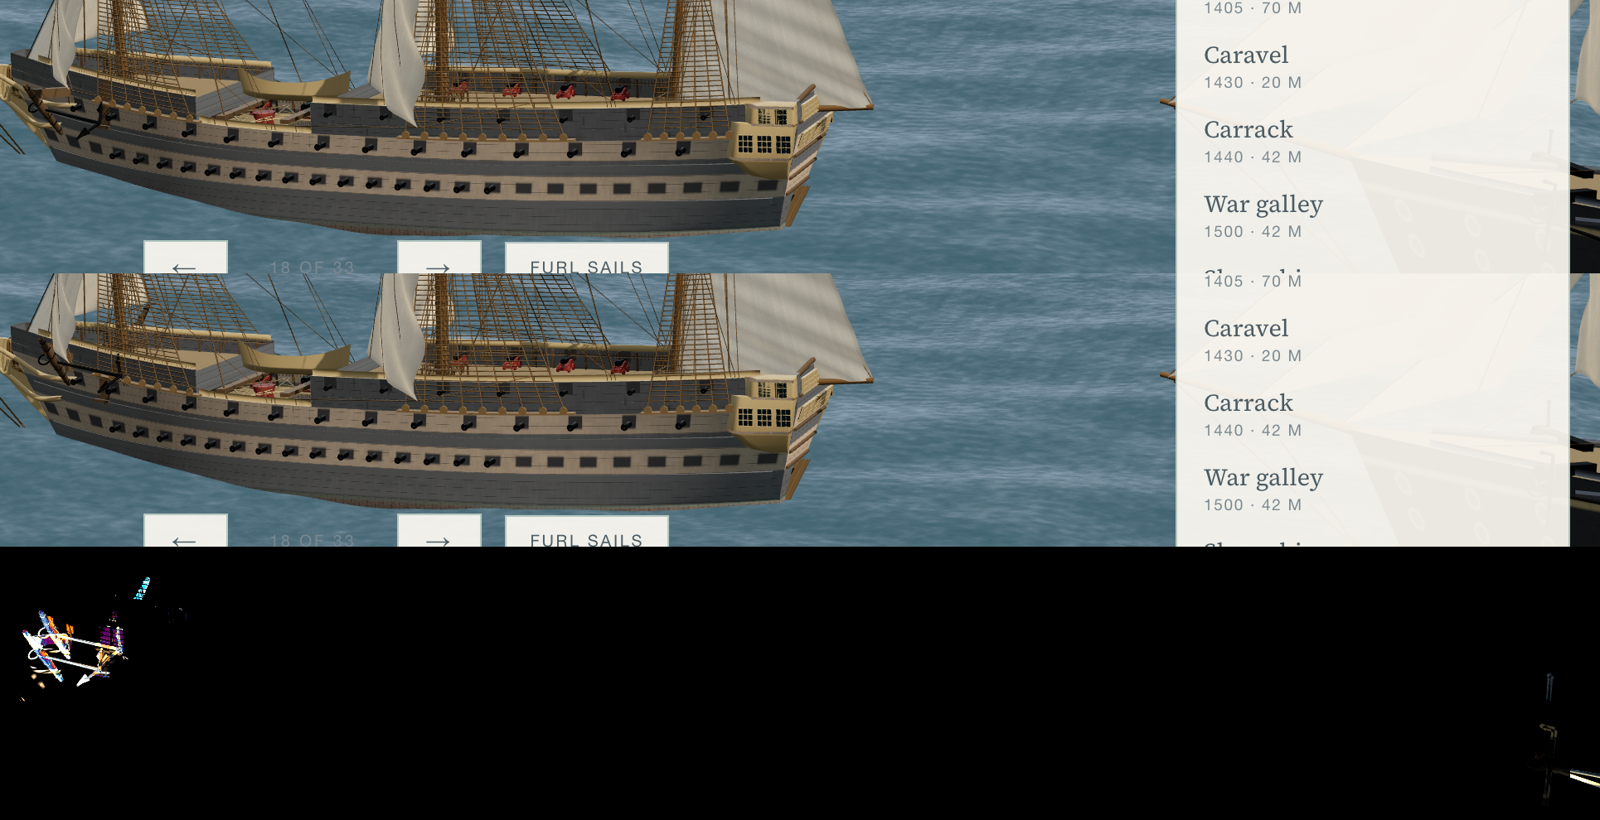 1405 · 70 M
Caravel
1430 · 20 M
Carrack
1440 · 42 M
War galley
1500 · 42 M
← 18 OF 33 → FURL SAILS
1405 · 70 M
Caravel
1430 · 20 M
Carrack
1440 · 42 M
War galley
1500 · 42 M
← 18 OF 33 → FURL SAILS